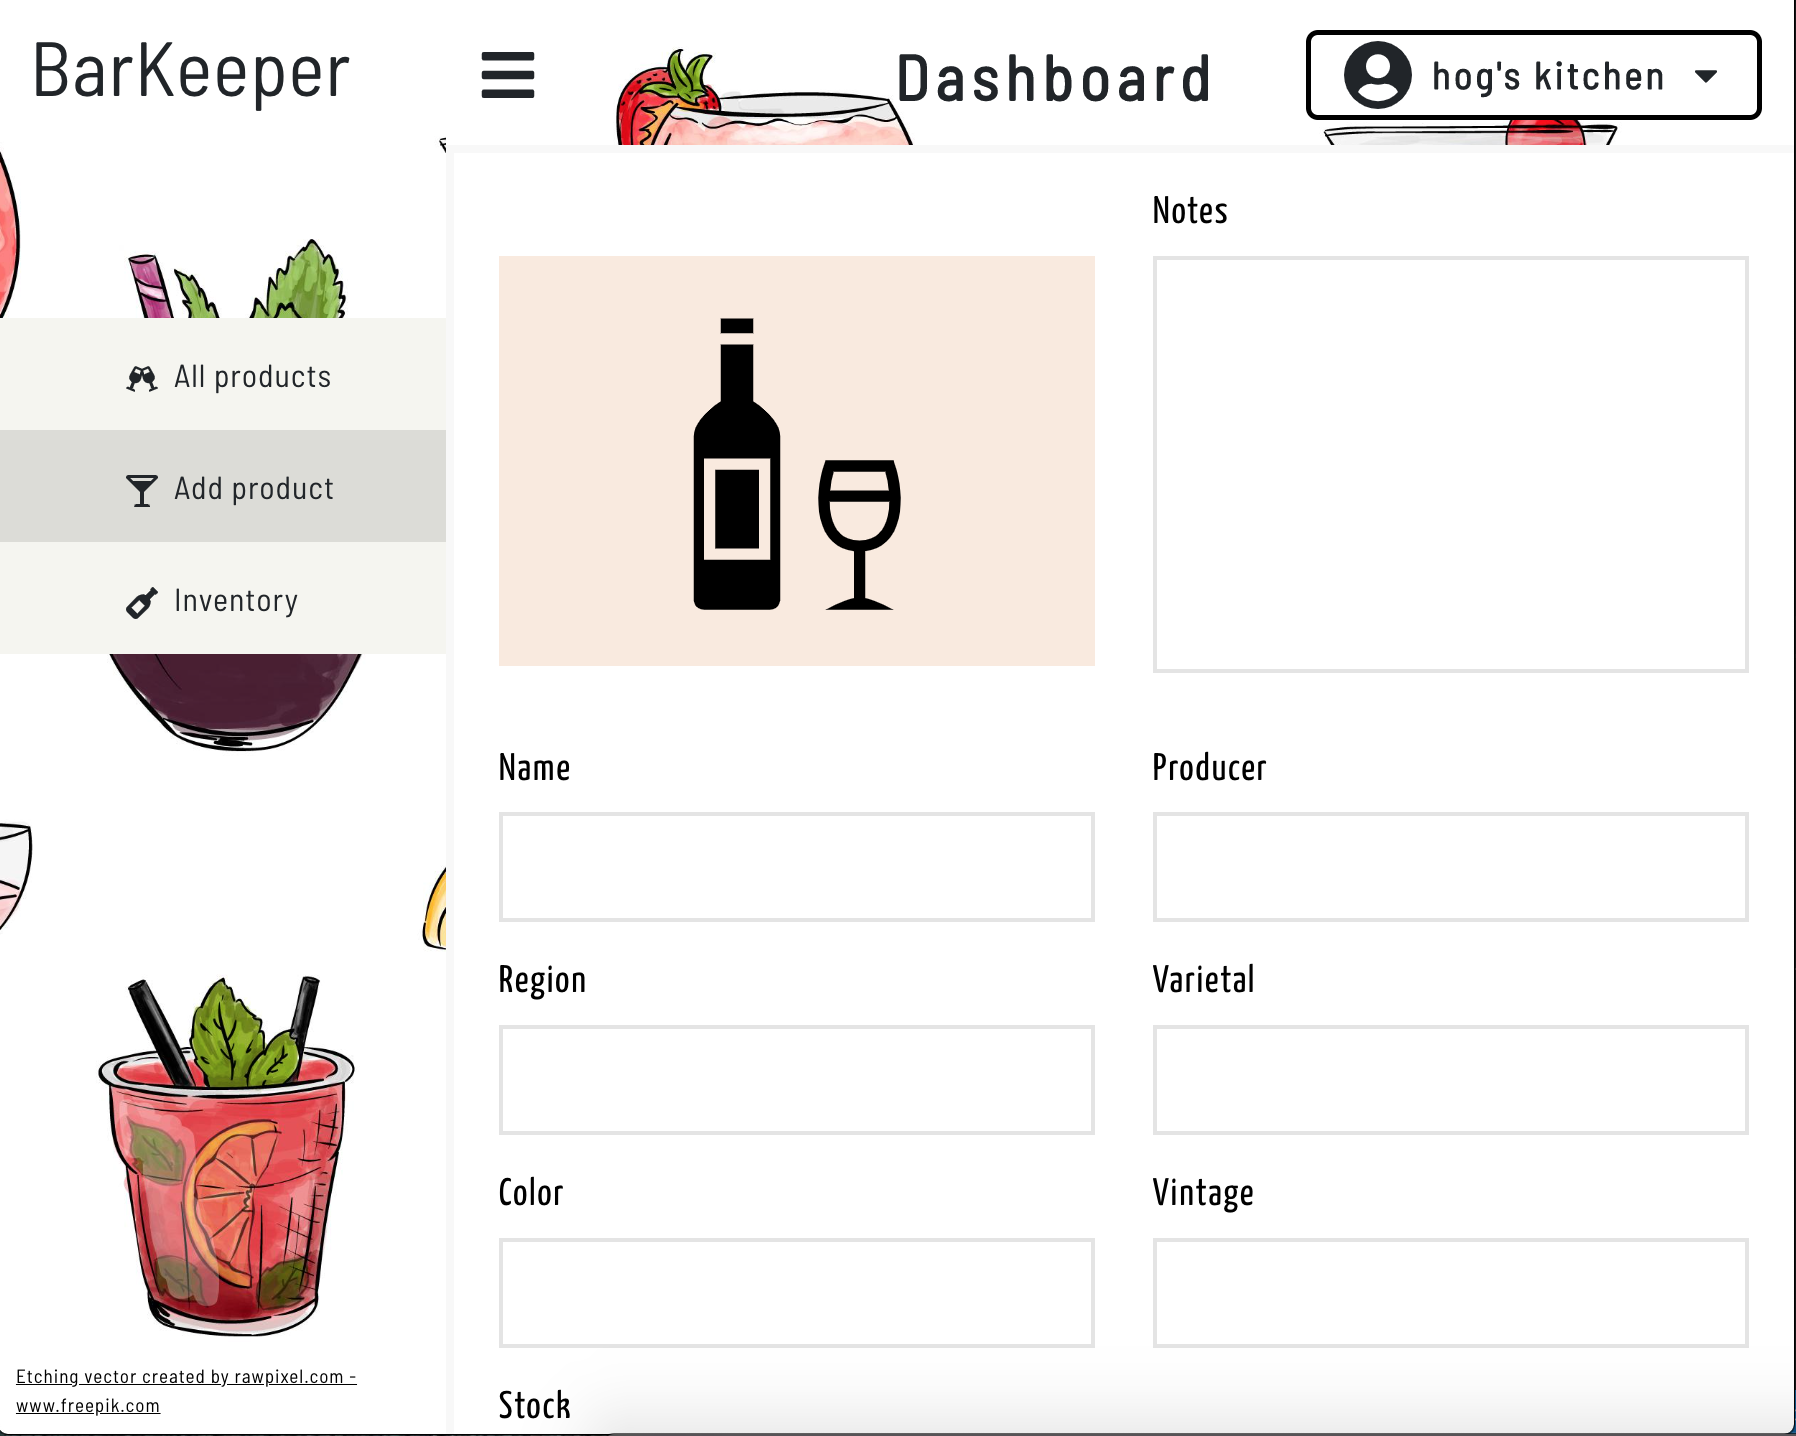 BarKeeper
Dashboard
hog's kitchen
All products
Add product
Inventory
Notes
Name
Producer
Region
Varietal
Color
Vintage
Stock
Etching vector created by rawpixel.com -
www.freepik.com